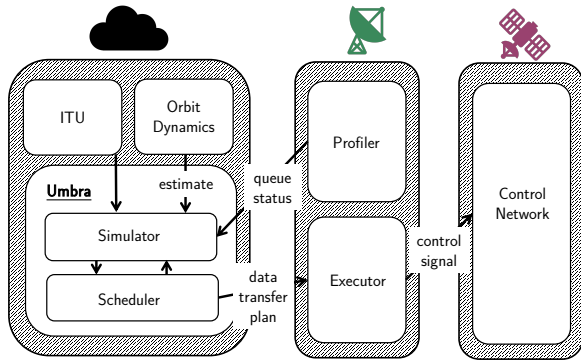 ITU
Orbit
Dynamics
Umbra
estimate
Simulator
Scheduler
queue
status
data
transfer
plan
Profiler
Executor
control
signal
Control
Network